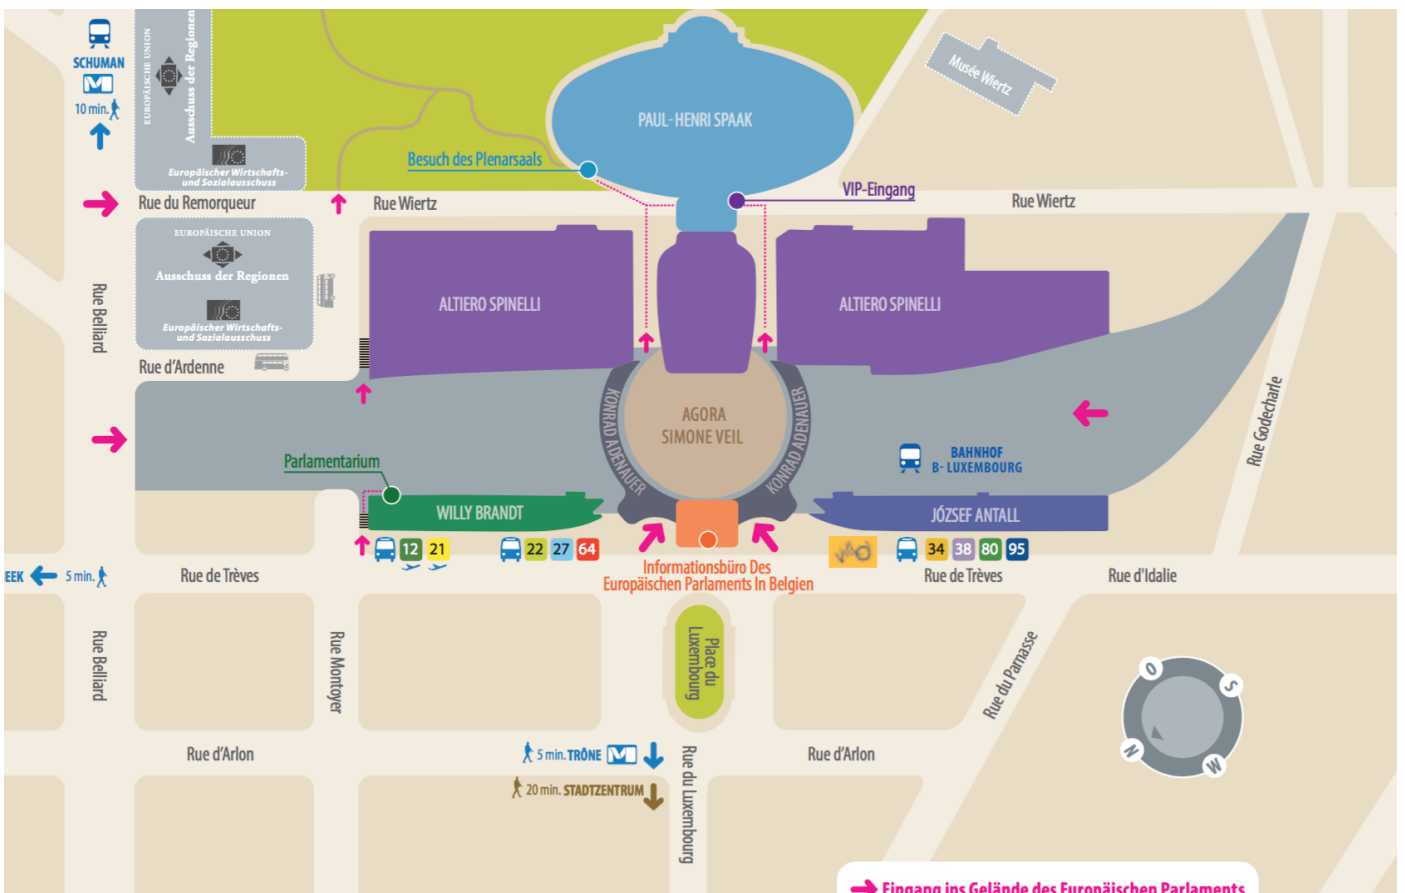 SCHUMAN
M
10 min.
EUROPÄISCHE UNION
Ausschuss der Regionen
Europäischer Wirtschafts-
und Sozialausschuss
PAUL-HENRI SPAAK
Musée Wiertz
Besuch des Plenarsaals
VIP-Eingang
Rue du Remorqueur
Rue Wiertz
Rue Wiertz
EUROPÄISCHE UNION
Ausschuss der Regionen
Europäischer Wirtschafts-
und Sozialausschuss
Rue Belliard
ALTIERO SPINELLI
ALTIERO SPINELLI
Rue d'Ardenne
KONRAD ADENAUER
AGORA
SIMONE VEIL
KONRAD ADENAUER
Rue Godecharle
Parlamentarium
BAHNHOF
B- LUXEMBOURG
WILLY BRANDT
JÓZSEF ANTALL
12 21
22 27 64
34 38 80 95
Informationsbüro Des
Europäischen Parlaments In Belgien
EEK
5 min.
Rue de Trèves
Rue de Trèves
Rue d'Idalie
Rue Belliard
Rue Montoyer
Place du
Luxembourg
Rue du Parnasse
O
S
N
W
Rue d'Arlon
5 min. TRÔNE M
Rue d'Arlon
20 min. STADTZENTRUM
Rue du Luxembourg
Eingang ins Gelände des Europäischen Parlaments